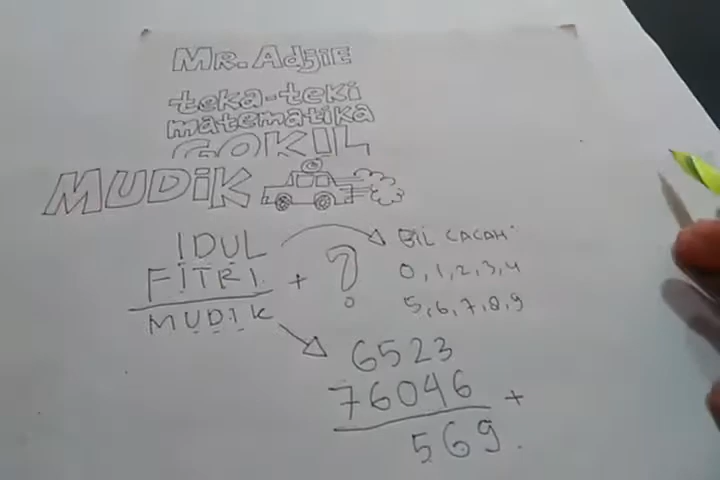 MR. AdjIE
teka-teki
matematika
GOKIL
MUDiK
IDUL
FITRI
+
?
MUDIK
BIL CACAH
0, 1, 2, 3, 4
5, 6, 7, 8, 9
6523
76046 +
569